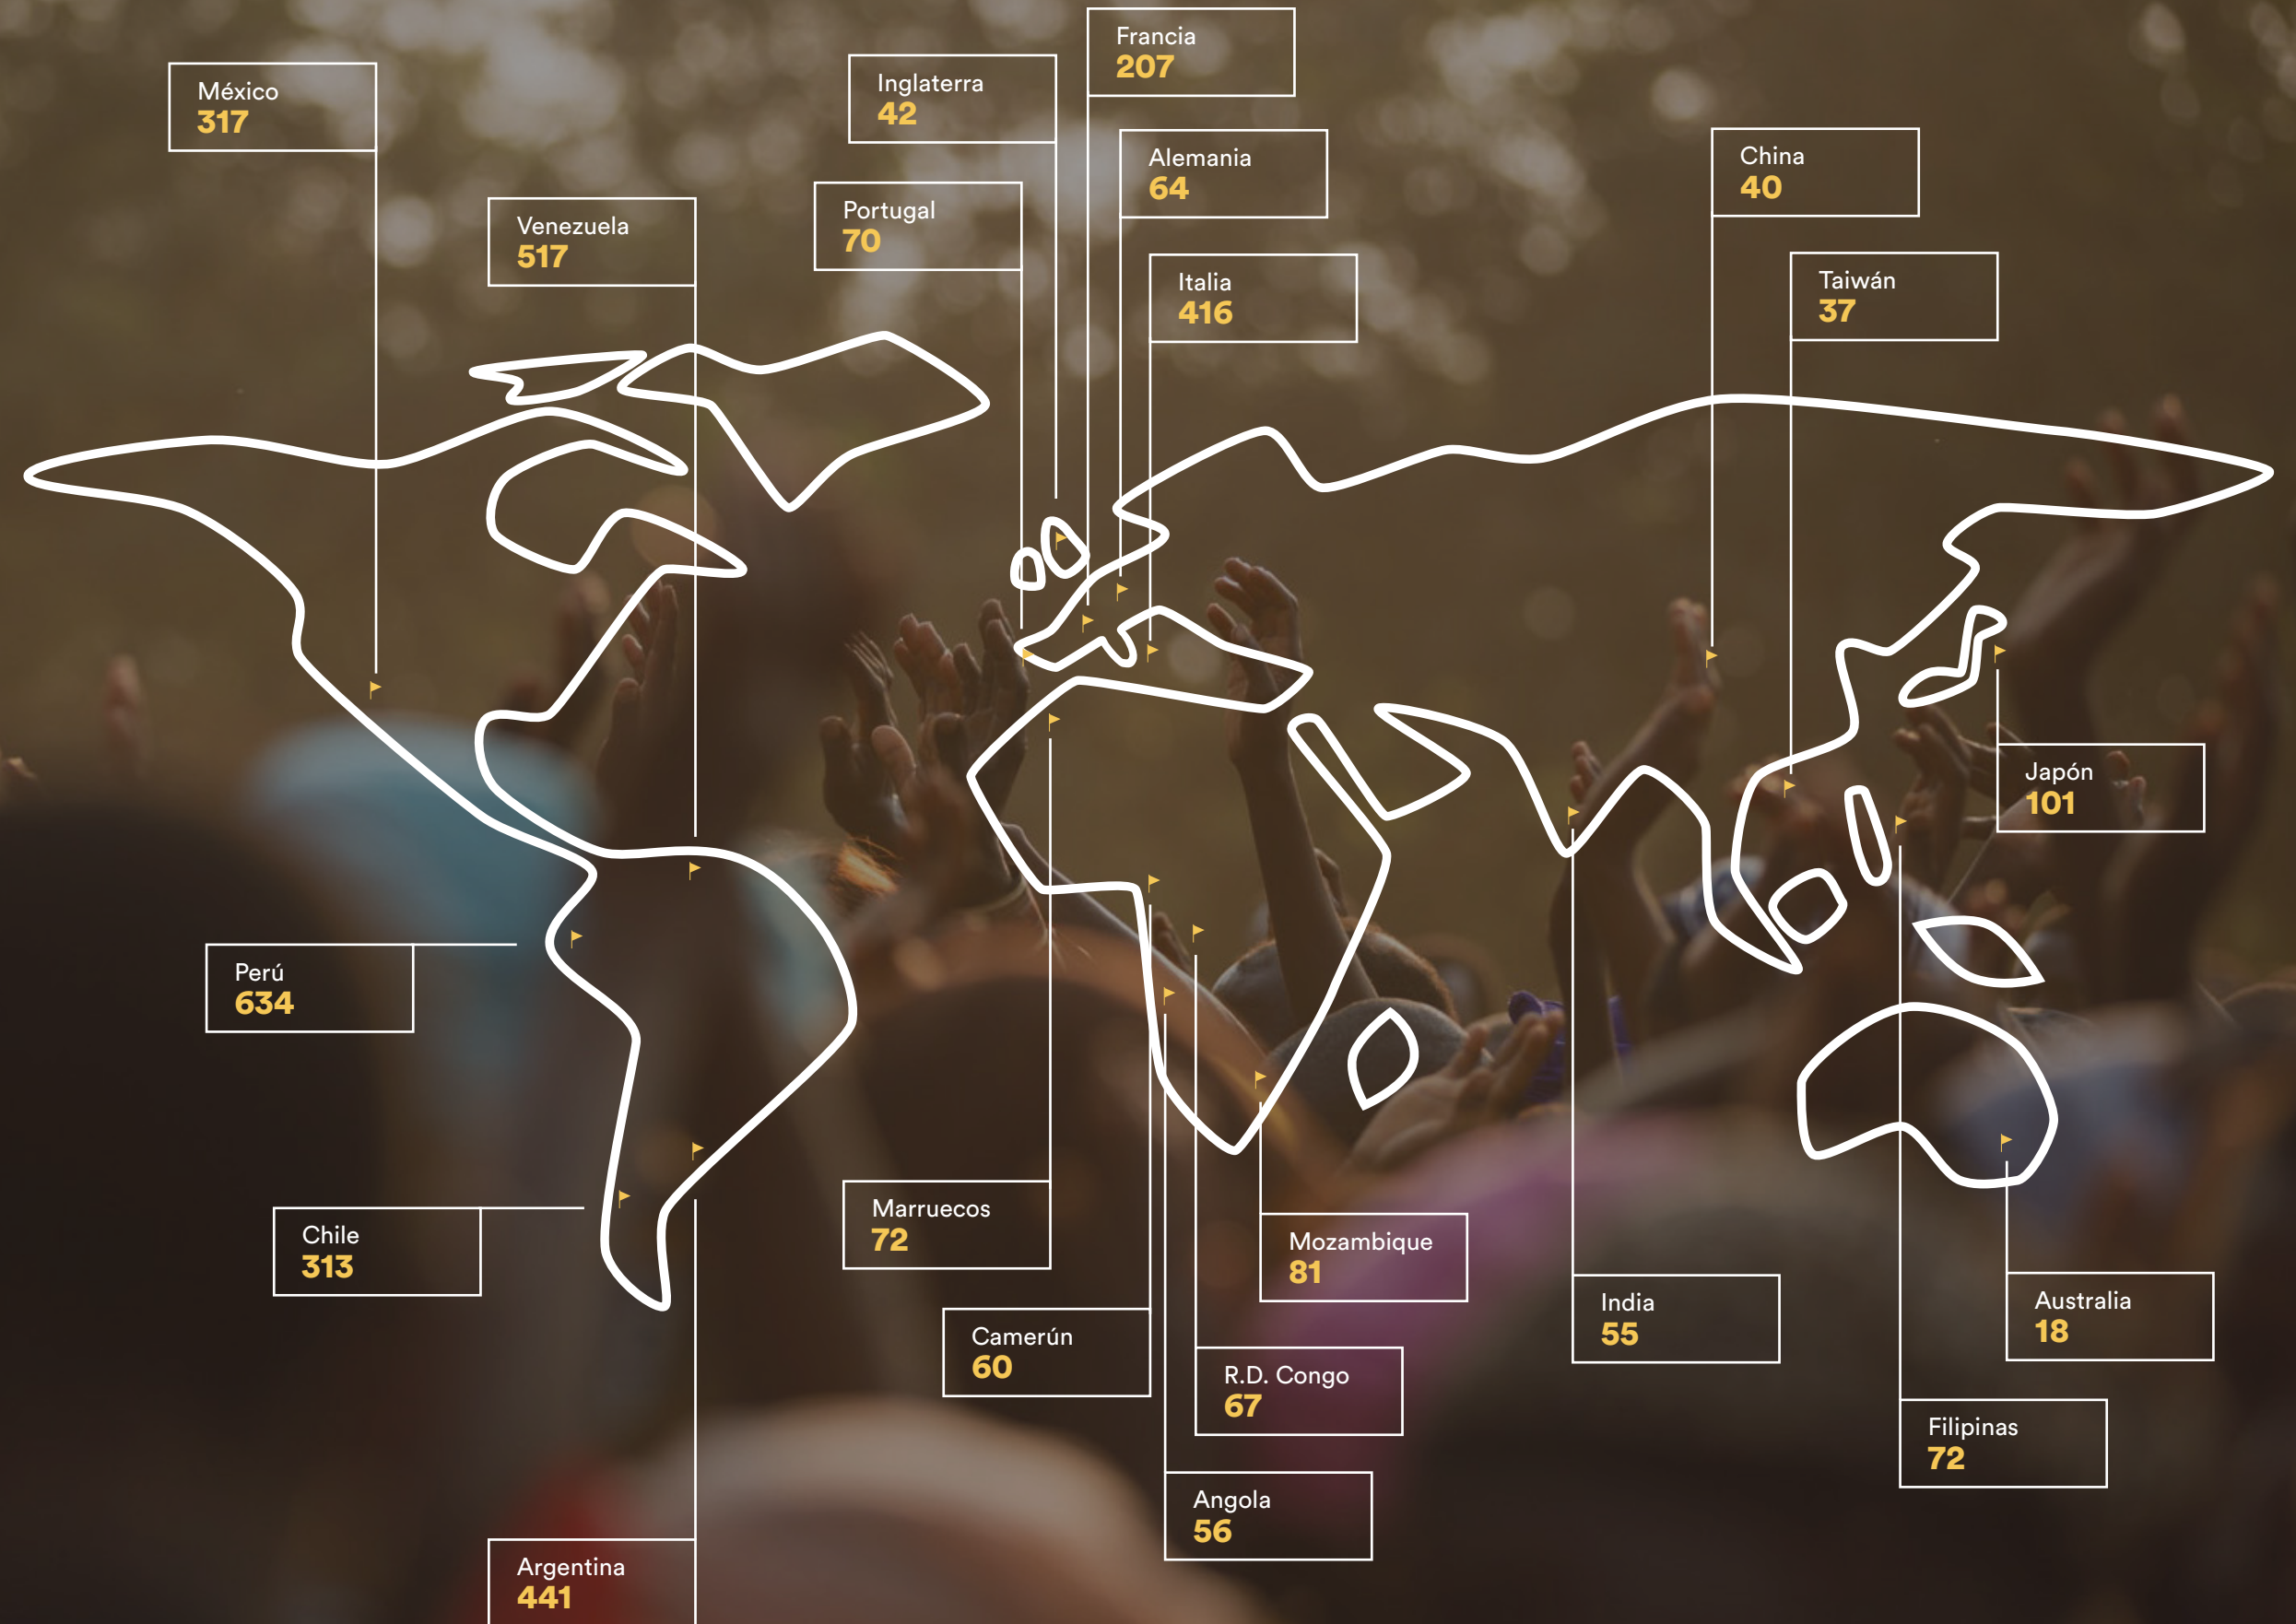 Francia
207
Inglaterra
42
México
317
Alemania
64
China
40
Portugal
70
Venezuela
517
Italia
416
Taiwán
37
Japón
101
Perú
634
Marruecos
72
Chile
313
Mozambique
81
India
55
Australia
18
Camerún
60
R.D. Congo
67
Filipinas
72
Angola
56
Argentina
441